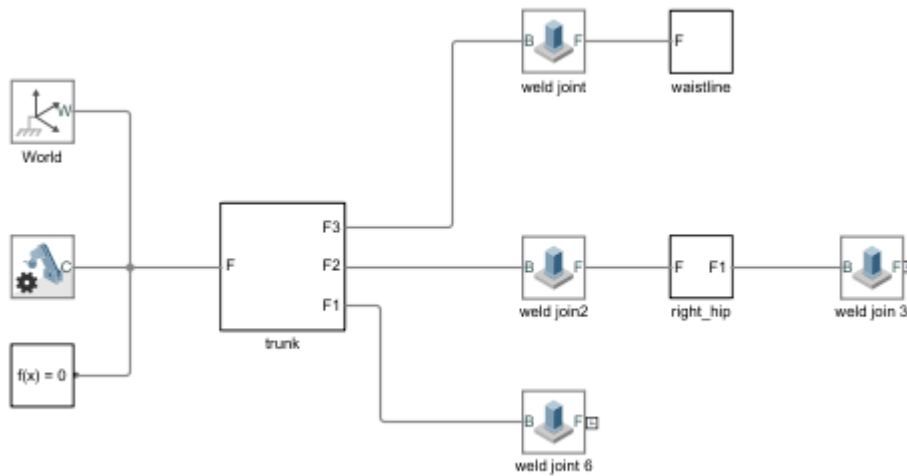 B F
F
weld joint
waistline
W
World
C
F
F3
F2
F1
trunk
B F
weld join2
F F1
right_hip
B F
weld join 3
f(x) = 0
B F
weld joint 6